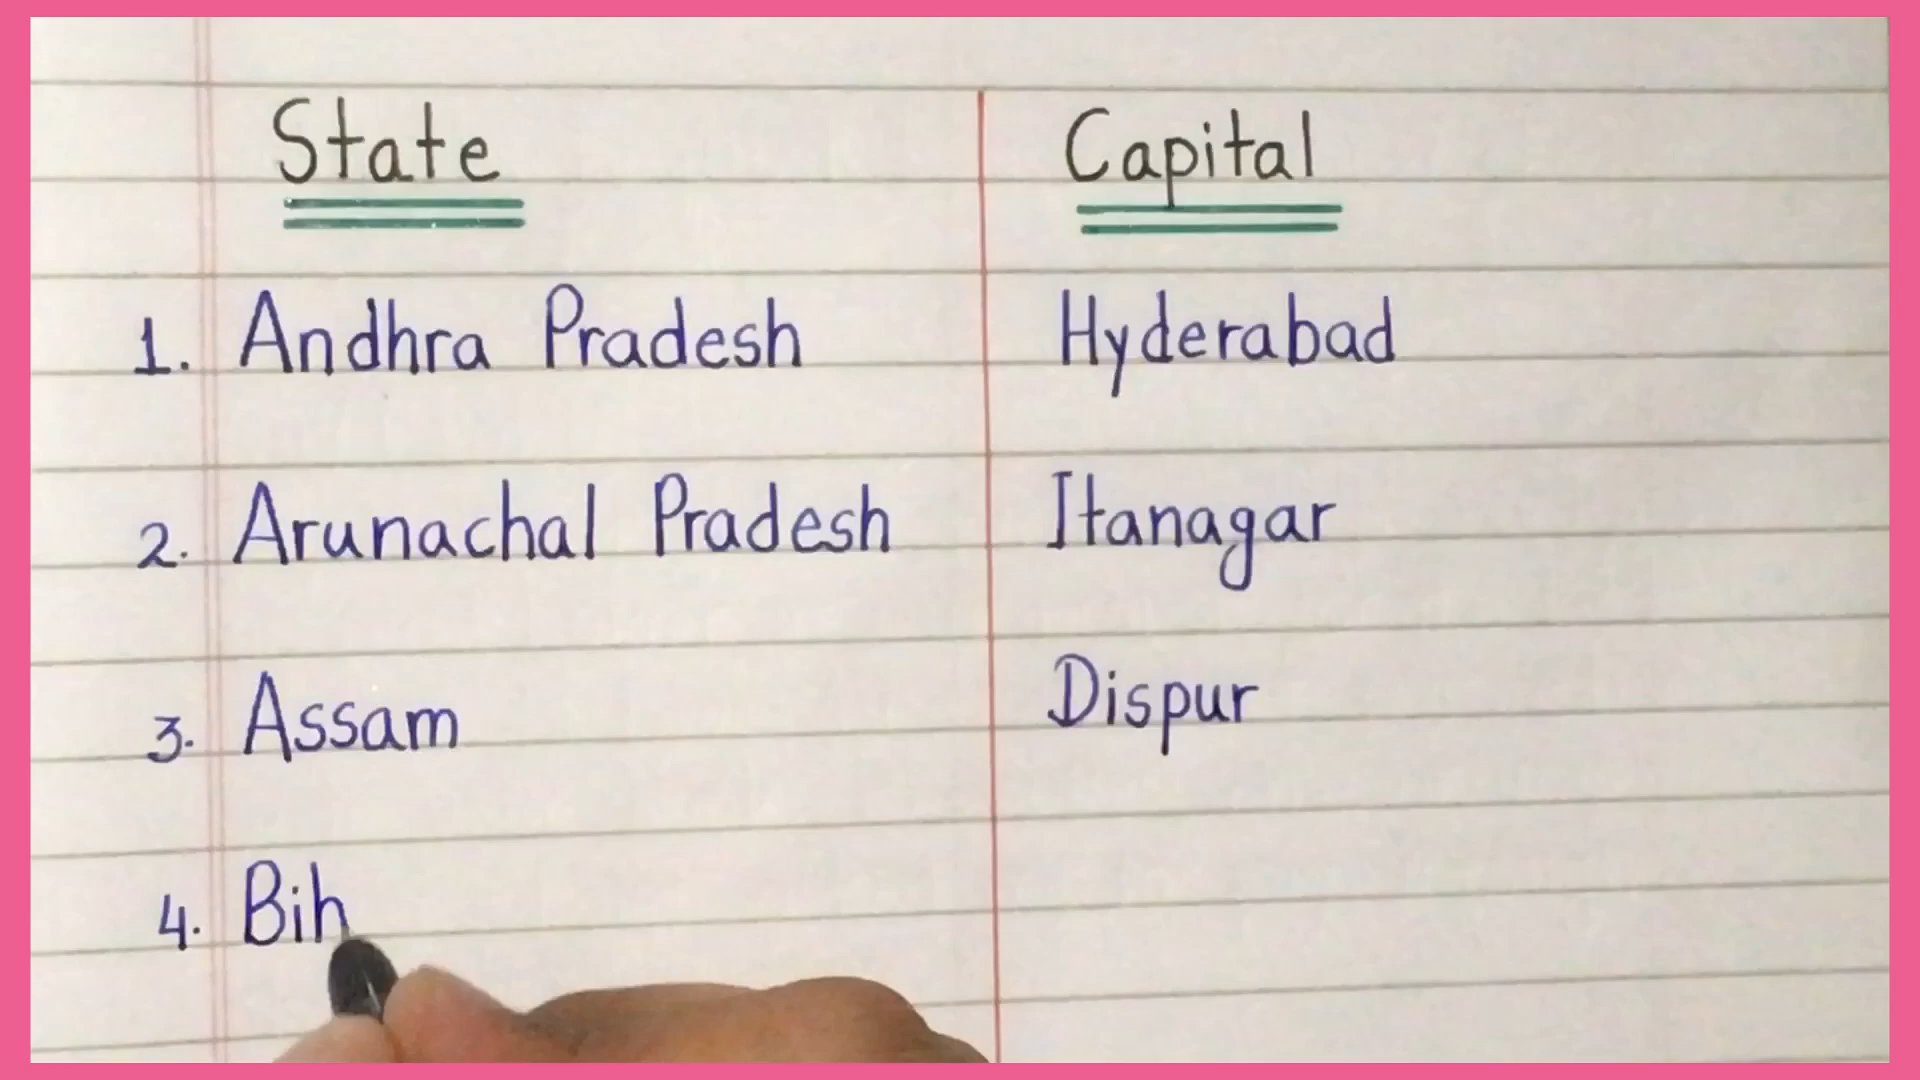 State Capital
1. Andhra Pradesh Hyderabad
2. Arunachal Pradesh Itanagar
3. Assam Dispur
4. Bih